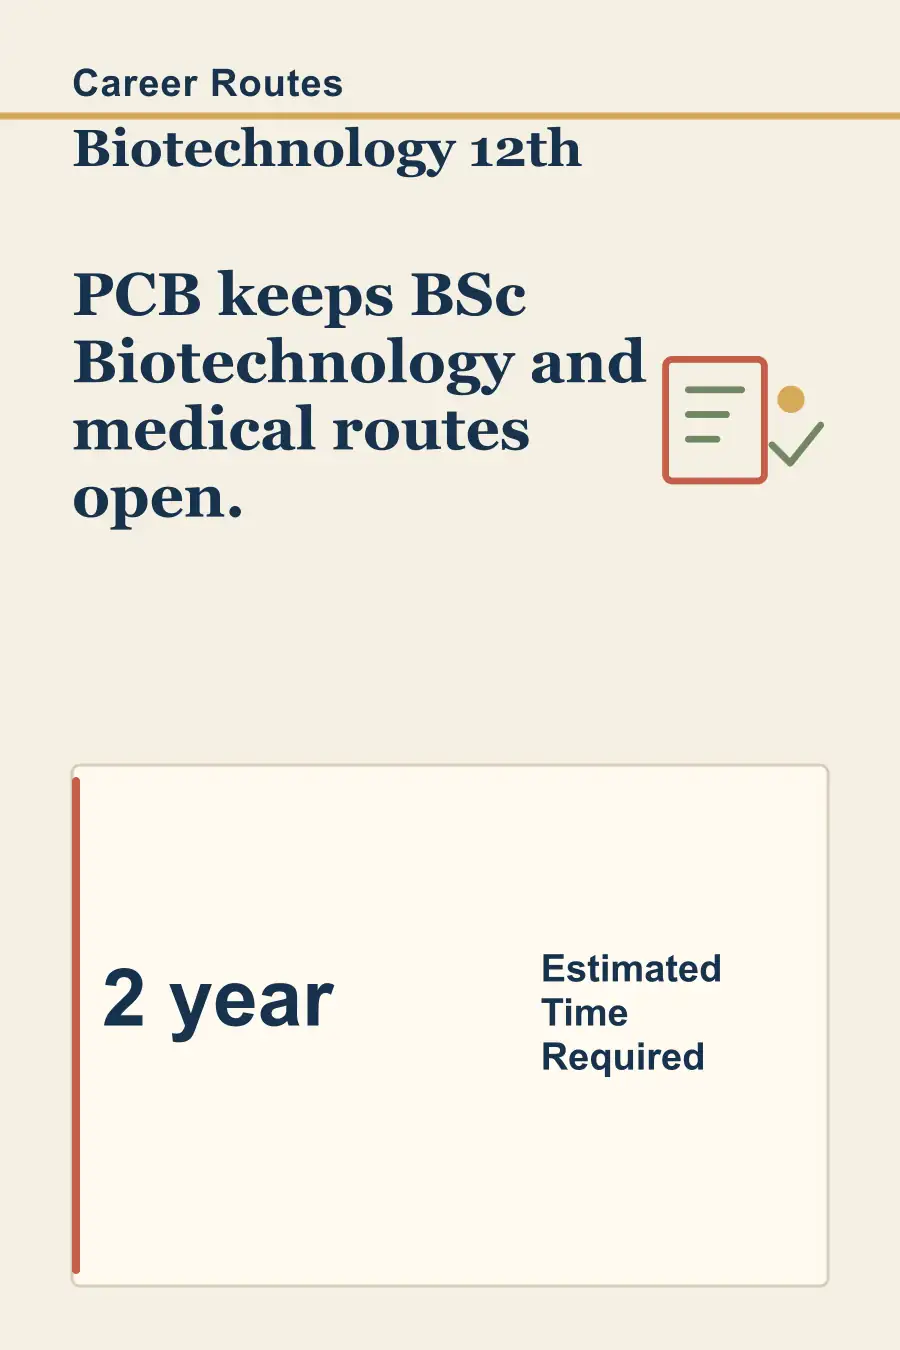 Career Routes
Biotechnology 12th
PCB keeps BSc
Biotechnology and
medical routes
open.
2 year
Estimated
Time
Required